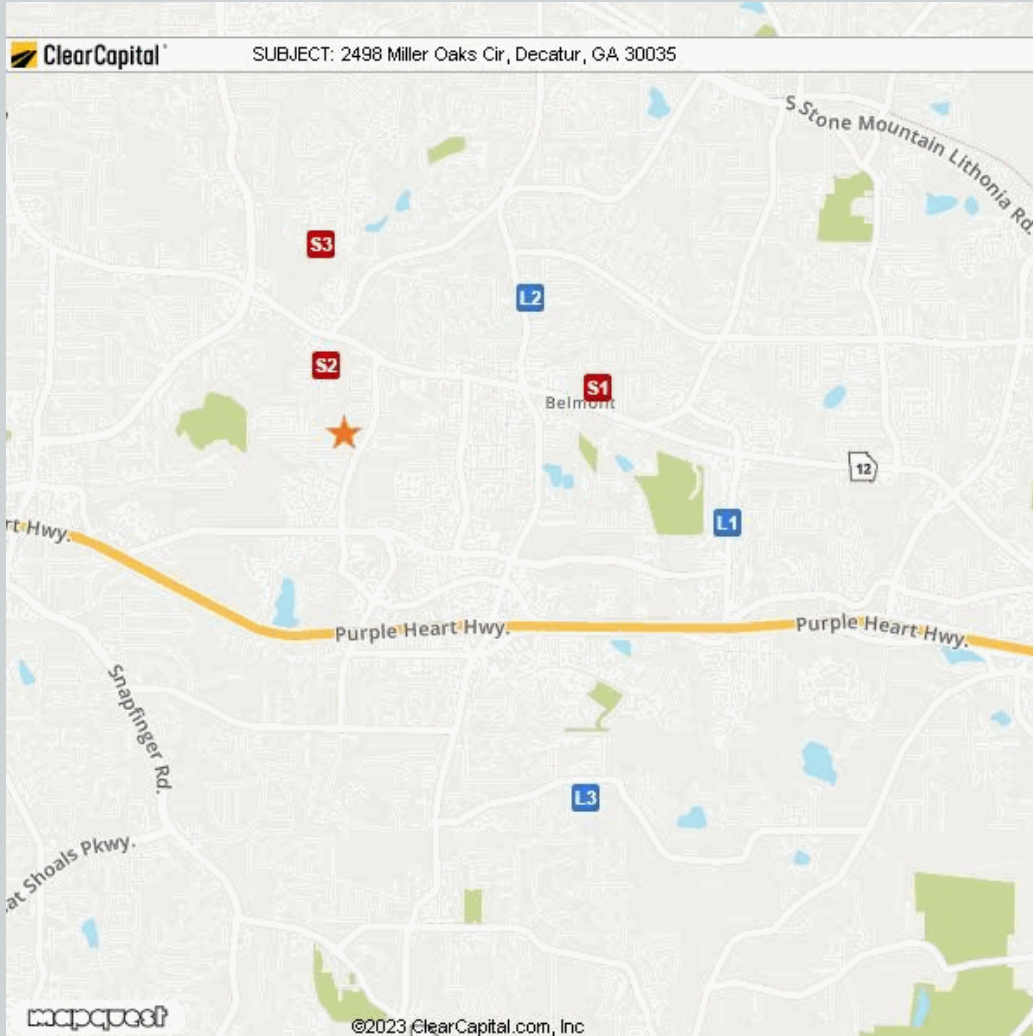 ClearCapital
SUBJECT: 2498 Miller Oaks Cir, Decatur, GA 30035
S Stone Mountain Lithonia Rd.
S3
L2
S2
S1
Belmont
12
L1
rt Hwy.
Purple Heart Hwy.
Purple Heart Hwy.
Snapfinger Rd.
L3
at Shoals Pkwy.
mapquest
©2023 ClearCapital.com, Inc